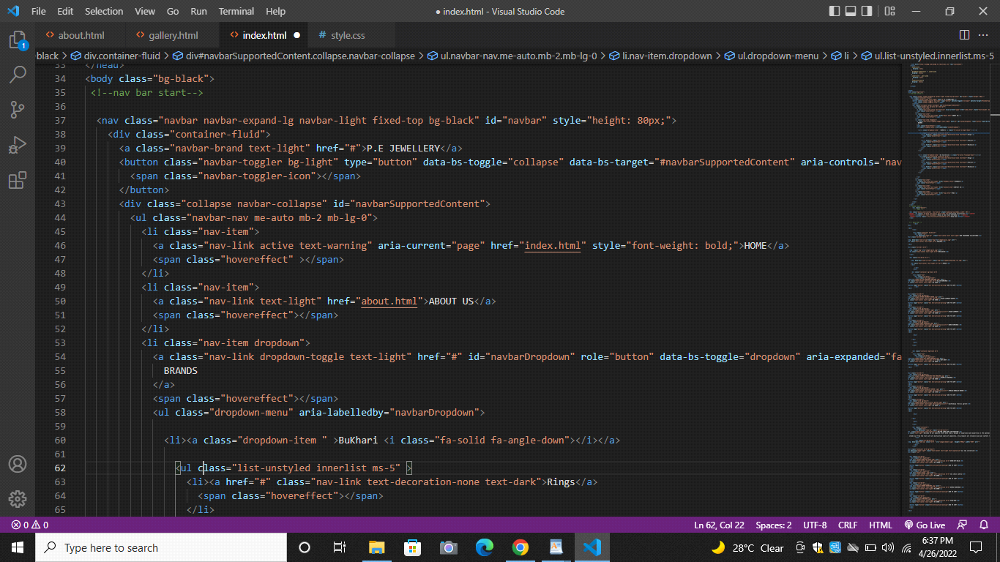 File Edit Selection View Go Run Terminal Help ● index.html - Visual Studio Code
<> about.html <> gallery.html <> index.html ● # style.css ···
-black > div.container-fluid > div#navbarSupportedContent.collapse.navbar-collapse > ul.navbar-nav.me-auto.mb-2.mb-lg-0 > li.nav-item.dropdown > ul.dropdown-menu > li > ul.list-unstyled.innerlist.ms-5
33 </head>
34 <body class="bg-black">
35 <!--nav bar start-->
36
37 <nav class="navbar navbar-expand-lg navbar-light fixed-top bg-black" id="navbar" style="height: 80px;">
38 <div class="container-fluid">
39 <a class="navbar-brand text-light" href="#">P.E JEWELLERY</a>
40 <button class="navbar-toggler bg-light" type="button" data-bs-toggle="collapse" data-bs-target="#navbarSupportedContent" aria-controls="nav
41 <span class="navbar-toggler-icon"></span>
42 </button>
43 <div class="collapse navbar-collapse" id="navbarSupportedContent">
44 <ul class="navbar-nav me-auto mb-2 mb-lg-0">
45 <li class="nav-item">
46 <a class="nav-link active text-warning" aria-current="page" href="index.html" style="font-weight: bold;">HOME</a>
47 <span class="hovereffect" ></span>
48 </li>
49 <li class="nav-item">
50 <a class="nav-link text-light" href="about.html">ABOUT US</a>
51 <span class="hovereffect"></span>
52 </li>
53 <li class="nav-item dropdown">
54 <a class="nav-link dropdown-toggle text-light" href="#" id="navbarDropdown" role="button" data-bs-toggle="dropdown" aria-expanded="fa
55 BRANDS
56 </a>
57 <span class="hovereffect"></span>
58 <ul class="dropdown-menu" aria-labelledby="navbarDropdown">
59
60 <li><a class="dropdown-item " >BuKhari <i class="fa-solid fa-angle-down"></i></a>
61
62 <ul class="list-unstyled innerlist ms-5" >
63 <li><a href="#" class="nav-link text-decoration-none text-dark">Rings</a>
64 <span class="hovereffect"></span>
65 </li>
1
0 0 Ln 62, Col 22 Spaces: 2 UTF-8 CRLF HTML Go Live
Type here to search 28°C Clear 6:37 PM
4/26/2022